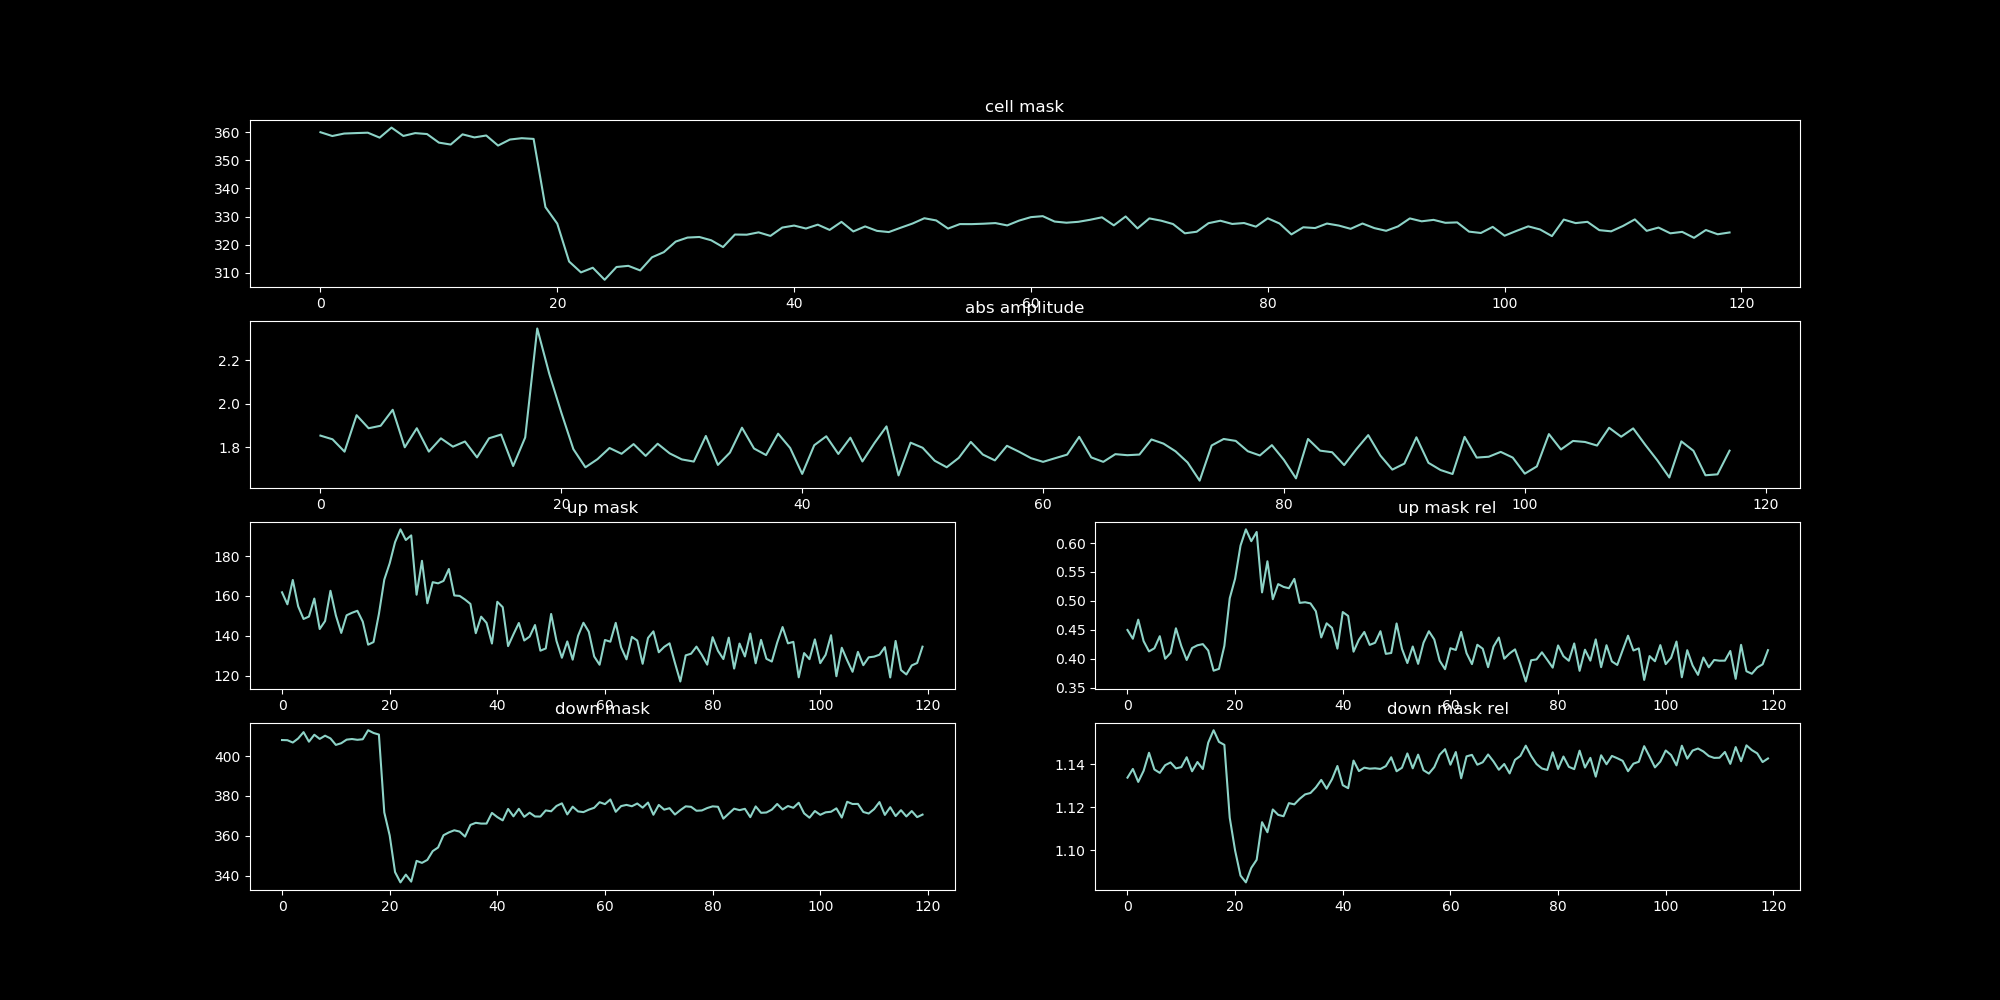 cell mask
360
350
340
330
320
310
0 20 40 60 80 100 120
abs amplitude
2.2
2.0
1.8
0 20 40 60 80 100 120
up mask
180
160
140
120
0 20 40 60 80 100 120
up mask rel
0.60
0.55
0.50
0.45
0.40
0.35
0 20 40 60 80 100 120
down mask
400
380
360
340
0 20 40 60 80 100 120
down mask rel
1.14
1.12
1.10
0 20 40 60 80 100 120